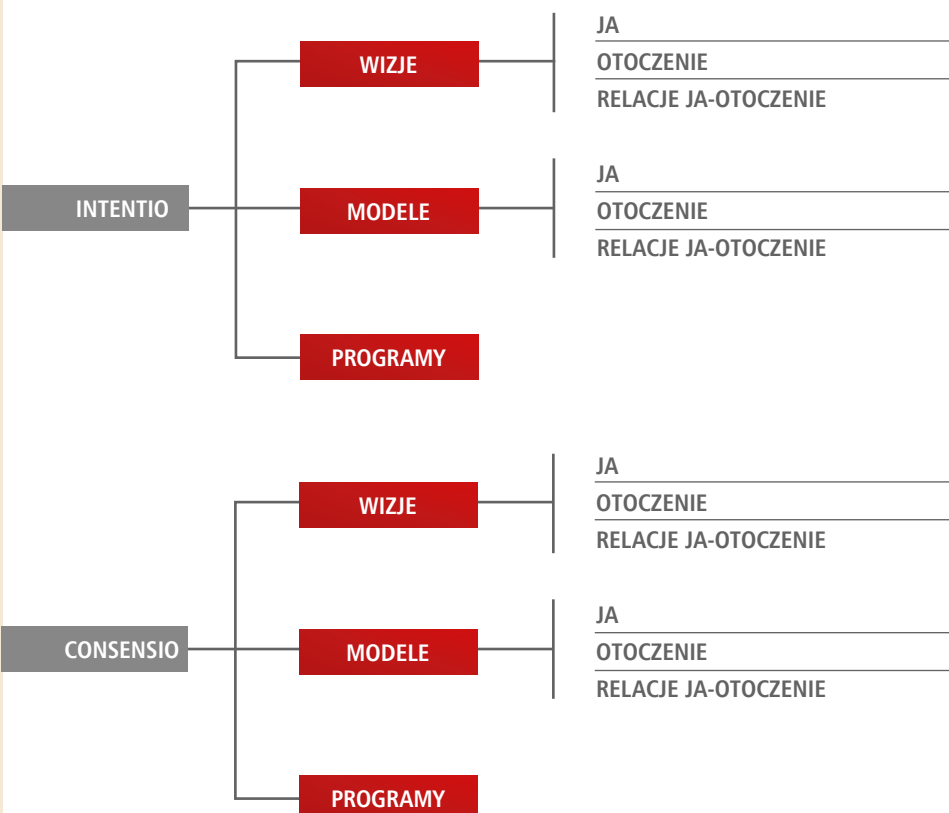 INTENTIO
WIZJE
JA
OTOCZENIE
RELACJE JA-OTOCZENIE
MODELE
JA
OTOCZENIE
RELACJE JA-OTOCZENIE
PROGRAMY
CONSENSIO
WIZJE
JA
OTOCZENIE
RELACJE JA-OTOCZENIE
MODELE
JA
OTOCZENIE
RELACJE JA-OTOCZENIE
PROGRAMY